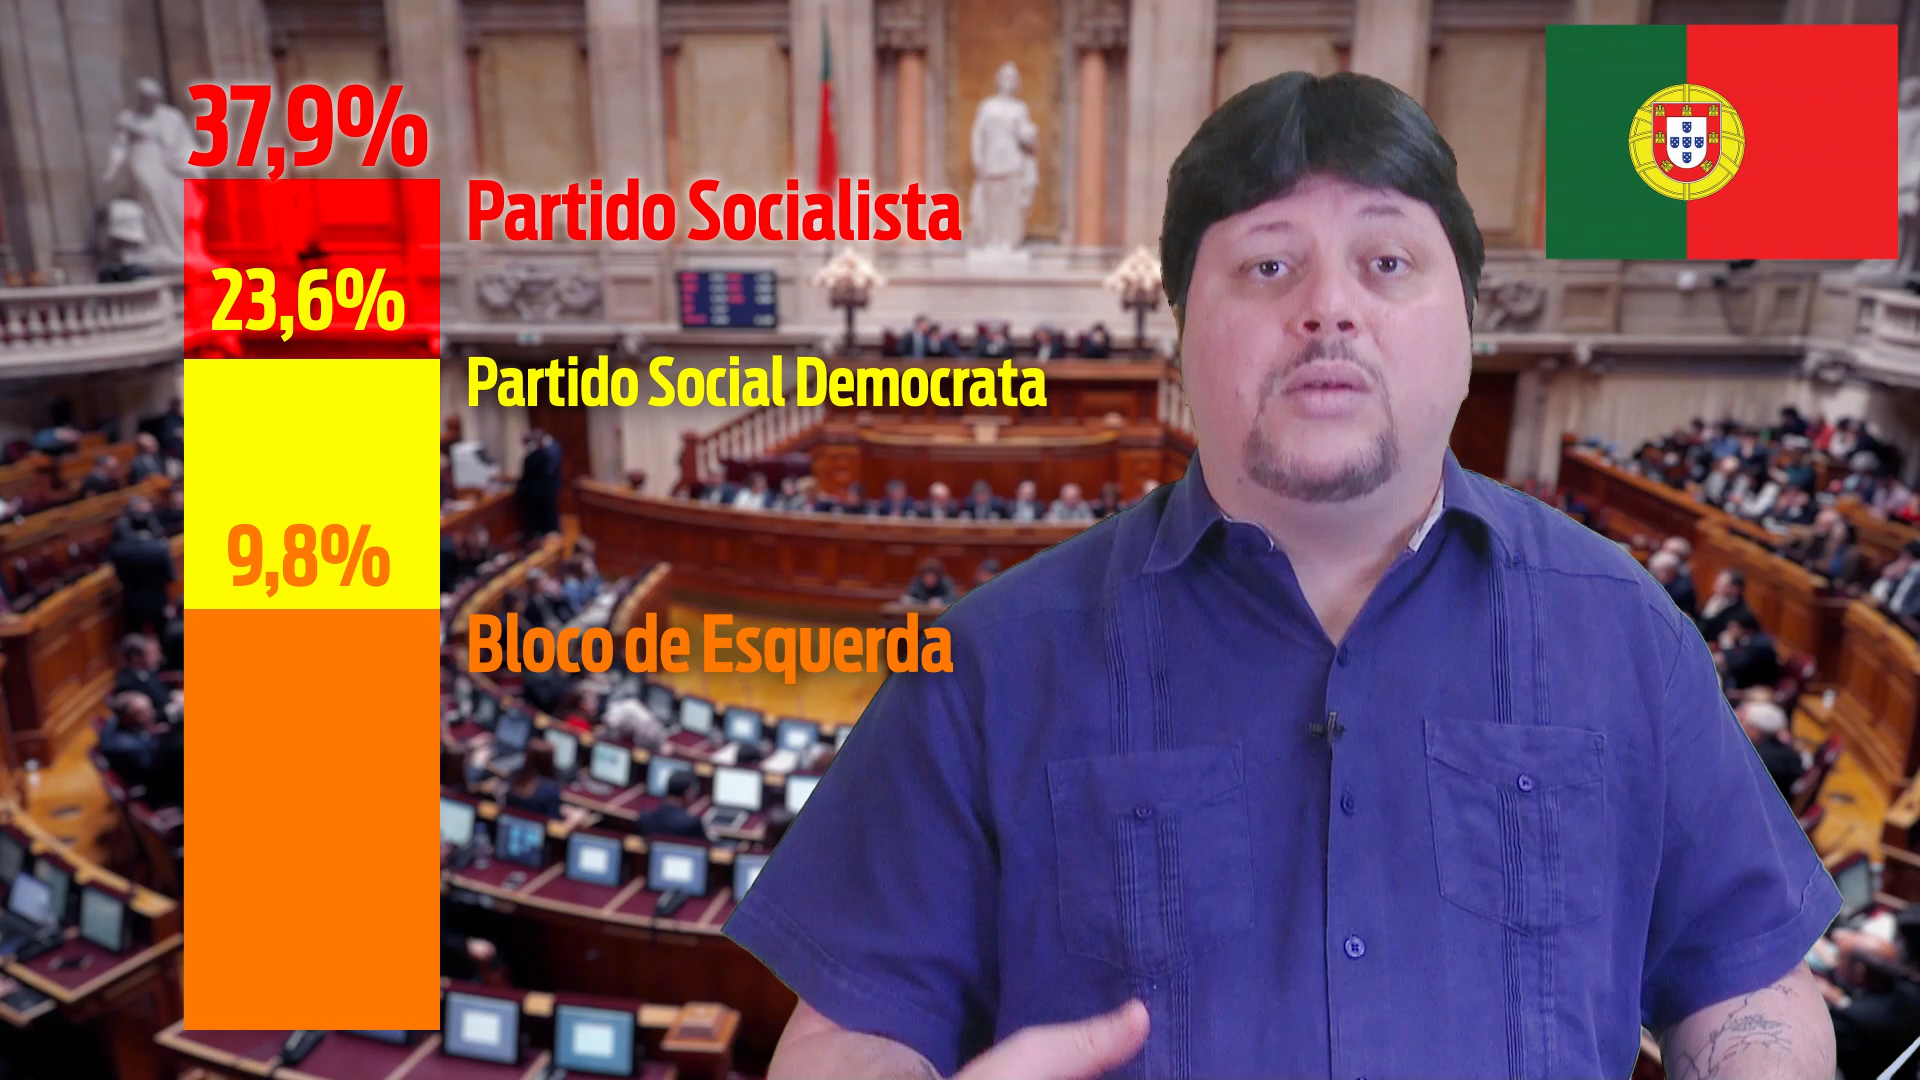 37,9%
Partido Socialista
23,6%
Partido Social Democrata
9,8%
Bloco de Esquerda